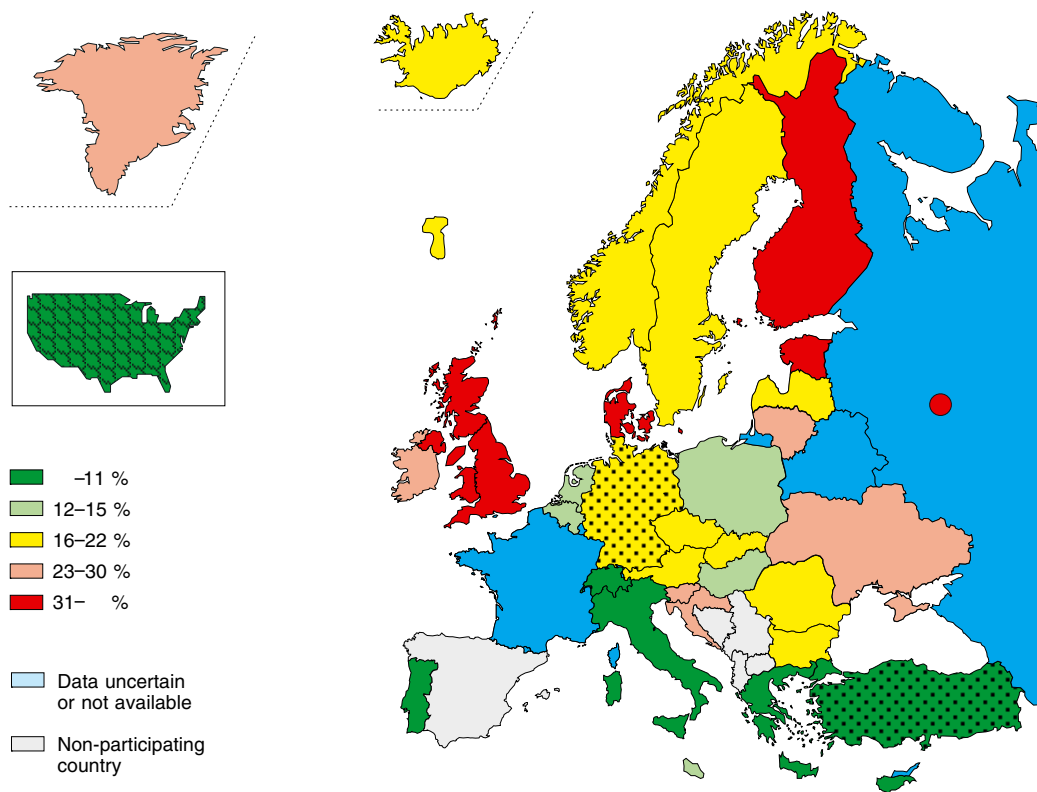 –11 %
12–15 %
16–22 %
23–30 %
31– %
Data uncertain
or not available
Non-participating
country